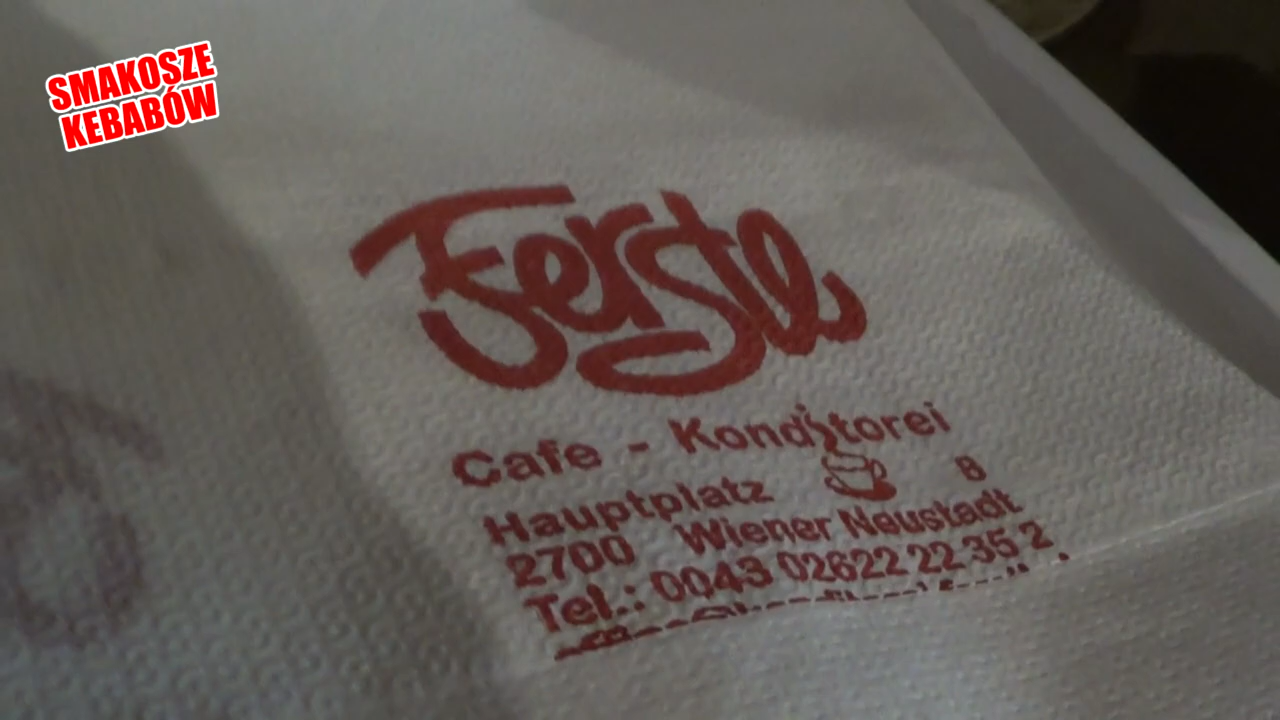 SMAKOSZE
KEBABÓW
Ferstl
Cafe - Konditorei
Hauptplatz 8
2700 Wiener Neustadt
Tel.: 0043 02622 22 35 2